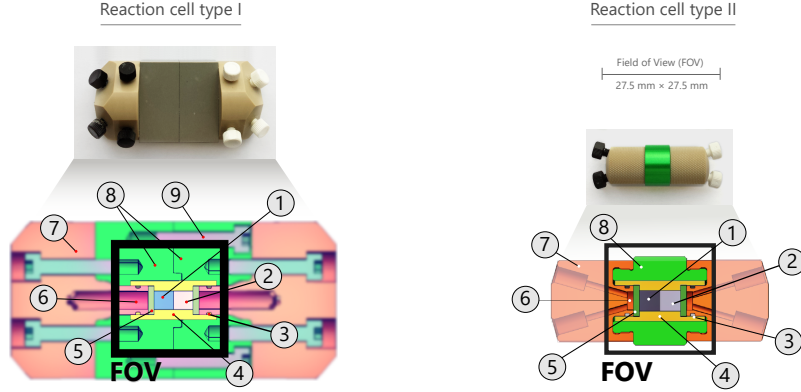 Reaction cell type I
Reaction cell type II
Field of View (FOV)
27.5 mm × 27.5 mm
8
9
1
7
2
6
5
4
3
FOV
8
1
7
2
6
5
4
3
FOV